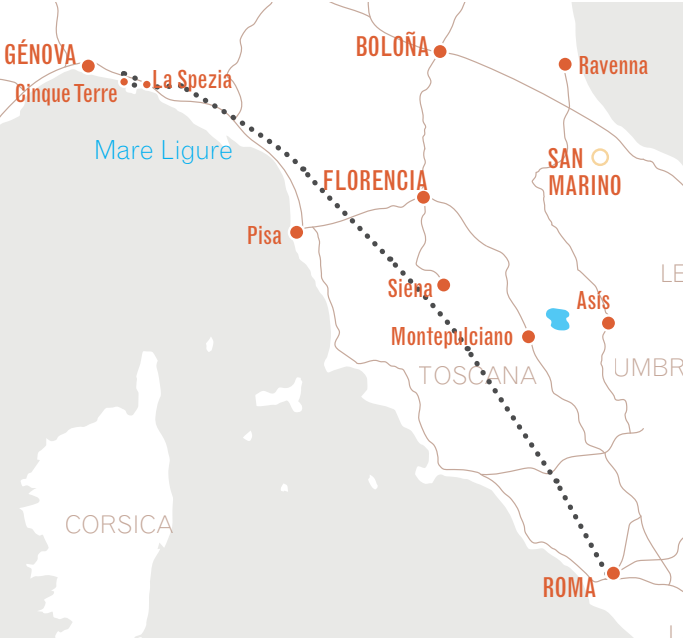 BOLOÑA
GÉNOVA
Ravenna
La Spezia
Cinque Terre
Mare Ligure
SAN
MARINO
FLORENCIA
Pisa
LE
Siena
Asís
Montepulciano
TOSCANA
UMBR
CORSICA
ROMA